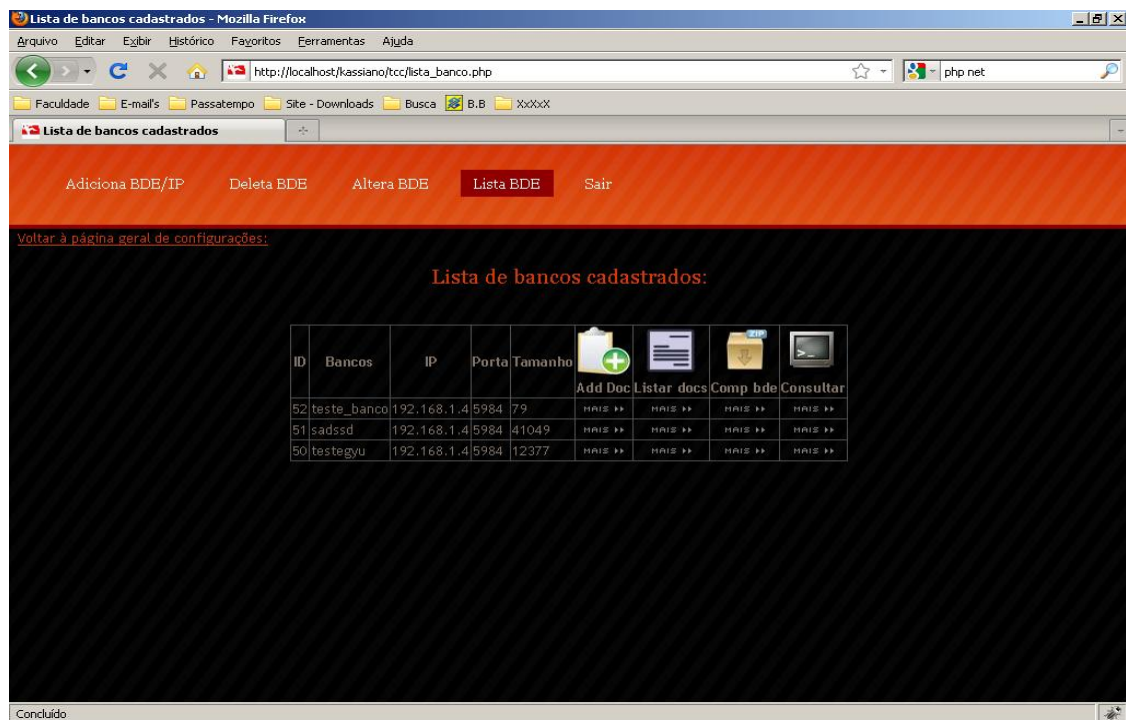 Lista de bancos cadastrados - Mozilla Firefox
Arquivo Editar Exibir Histórico Favoritos Ferramentas Ajuda
http://localhost/kassiano/tcc/lista_banco.php php net
Faculdade E-mail's Passatempo Site - Downloads Busca B.B XxXxX
Lista de bancos cadastrados
Adiciona BDE/IP Deleta BDE Altera BDE Lista BDE Sair
Voltar à página geral de configurações:
Lista de bancos cadastrados:
ZIP
ID Bancos IP Porta Tamanho Add Doc Listar docs Comp bde Consultar
52 teste_banco 192.168.1.4 5984 79 MAIS MAIS MAIS MAIS
51 sadssd 192.168.1.4 5984 41049 MAIS MAIS MAIS MAIS
50 testegyu 192.168.1.4 5984 12377 MAIS MAIS MAIS MAIS
Concluído